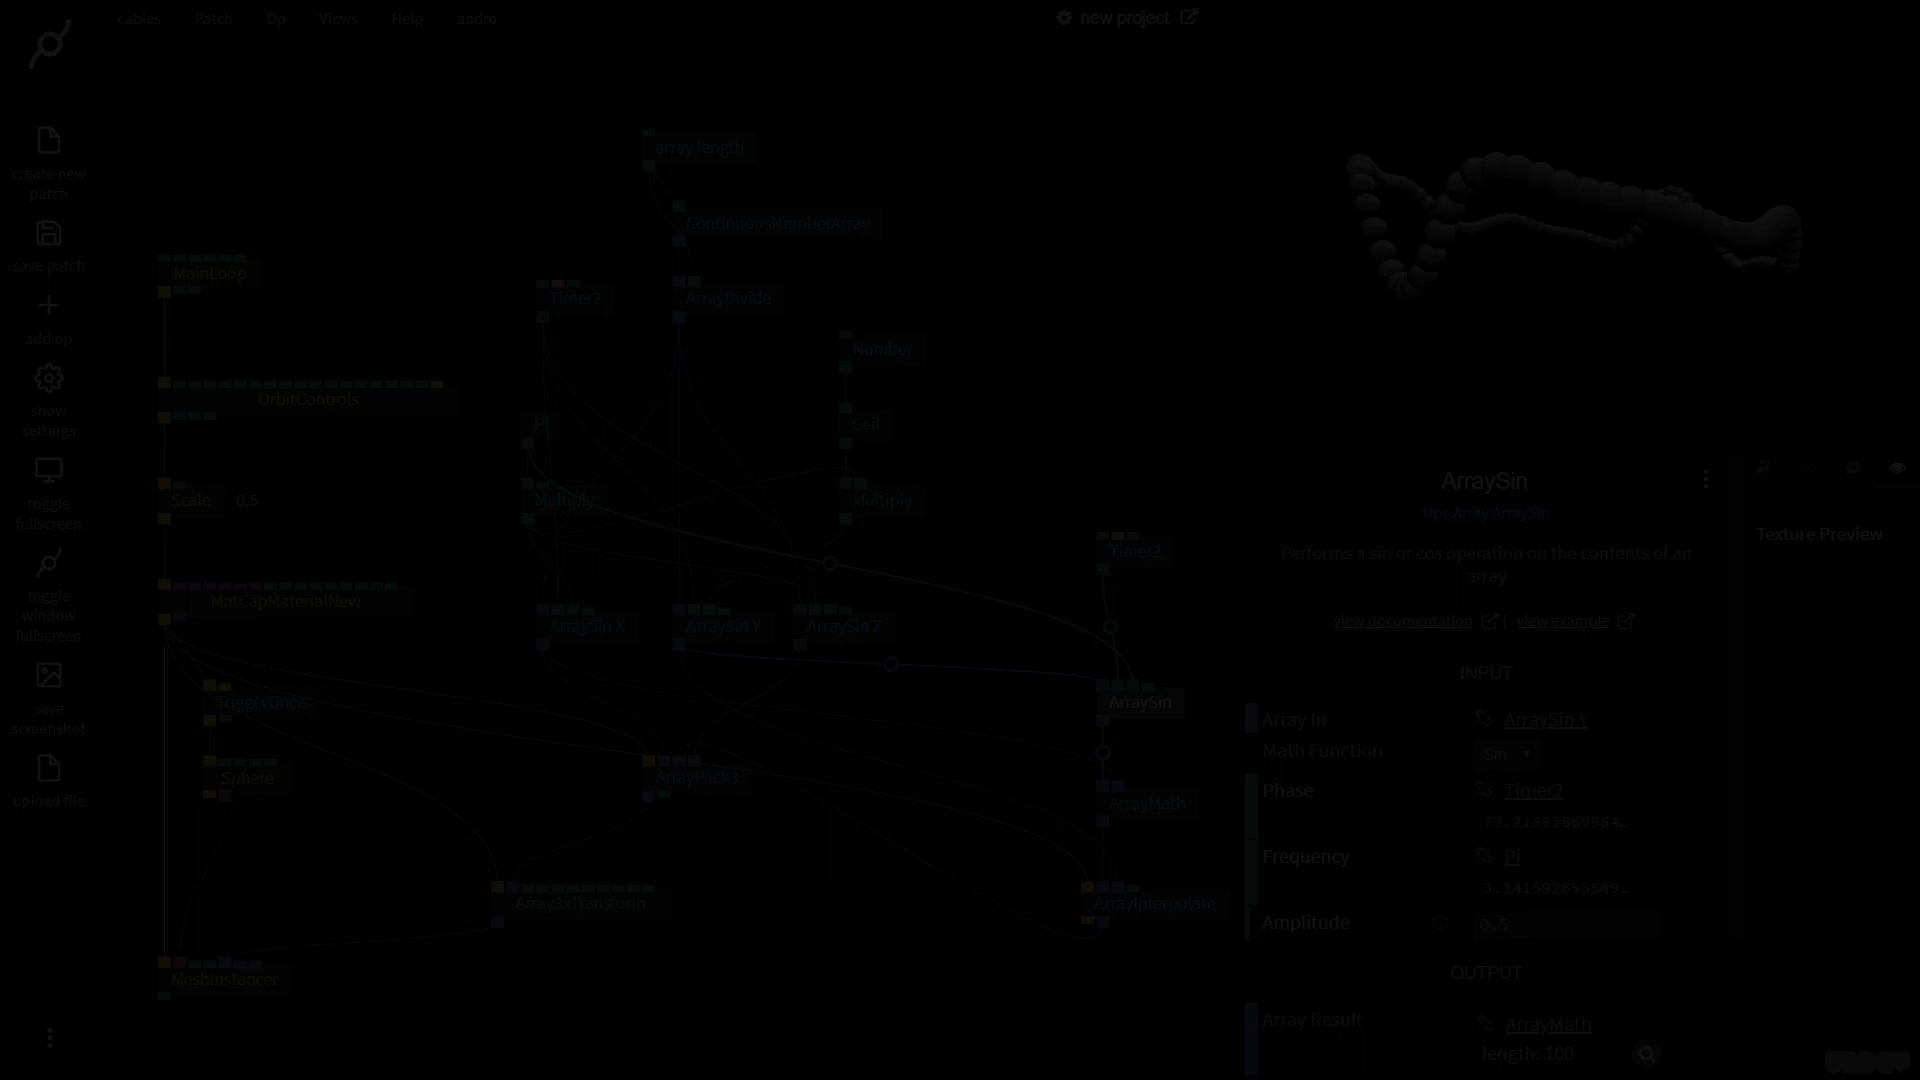 cables Patch Op Views Help andro
new project
create new
patch
save patch
add op
show
settings
toggle
fullscreen
toggle
window
fullscreen
save
screenshot
upload file
array length
ContinuousNumberArray
MainLoop
Timer2
ArrayDivide
Number
OrbitControls
Pi
Ceil
Scale 0.5
Multiply
Multiply
Timer2
MatCapMaterialNew
ArraySin X
ArraySin Y
ArraySin Z
TriggerOnce
ArraySin
Sphere
ArrayPack3
ArrayMath
Array3xTransform
ArrayInterpolate
MeshInstancer
ArraySin
Ops.Array.ArraySin
Performs a sin or cos operation on the contents of an
array
view documentation | view example
INPUT
Array In ArraySin Y
Math Function Sin
Phase Timer2
Frequency Pi
3.141592653589…
Amplitude 0.5
OUTPUT
Array Result ArrayMath
length: 100
Texture Preview